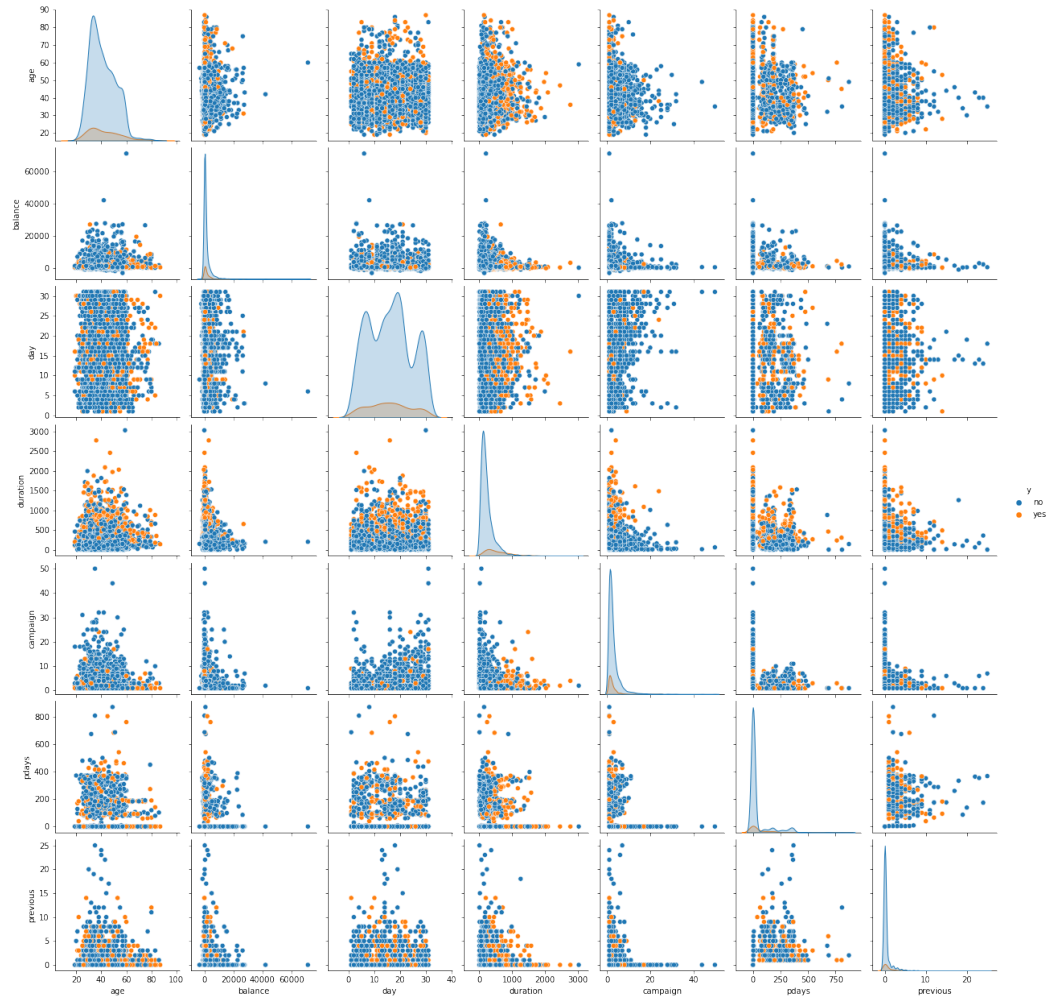 90
80
70
60
50
40
30
20
age
60000
40000
20000
0
balance
30
25
20
15
10
5
0
day
3000
2500
2000
1500
1000
500
0
duration
y
no
yes
50
40
30
20
10
0
campaign
800
600
400
200
0
pdays
25
20
15
10
5
0
previous
20 40 60 80 100
0 20000 40000 60000
0 10 20 30 40
0 1000 2000 3000
0 20 40
0 250 500 750
0 10 20
age balance day duration campaign pdays previous